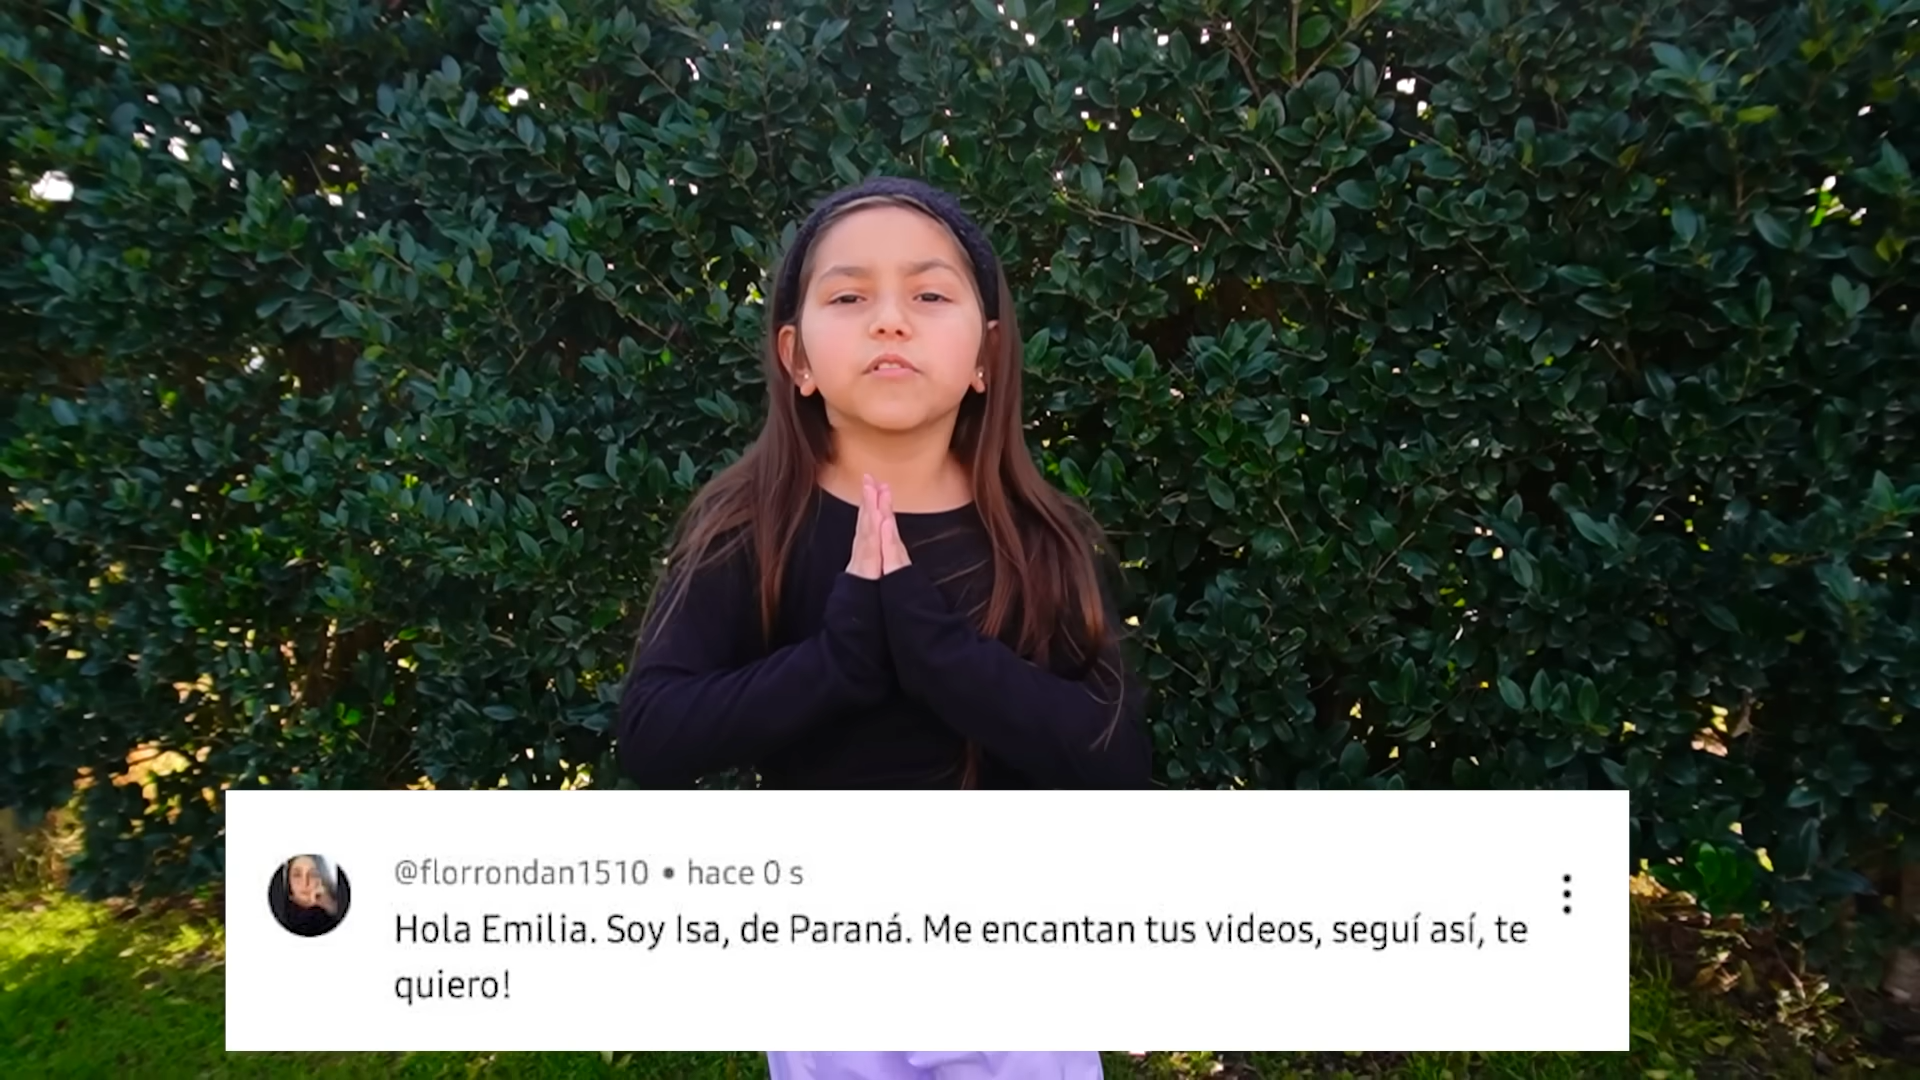 @florrondan1510 • hace 0 s
Hola Emilia. Soy Isa, de Paraná. Me encantan tus videos, seguí así, te
quiero!